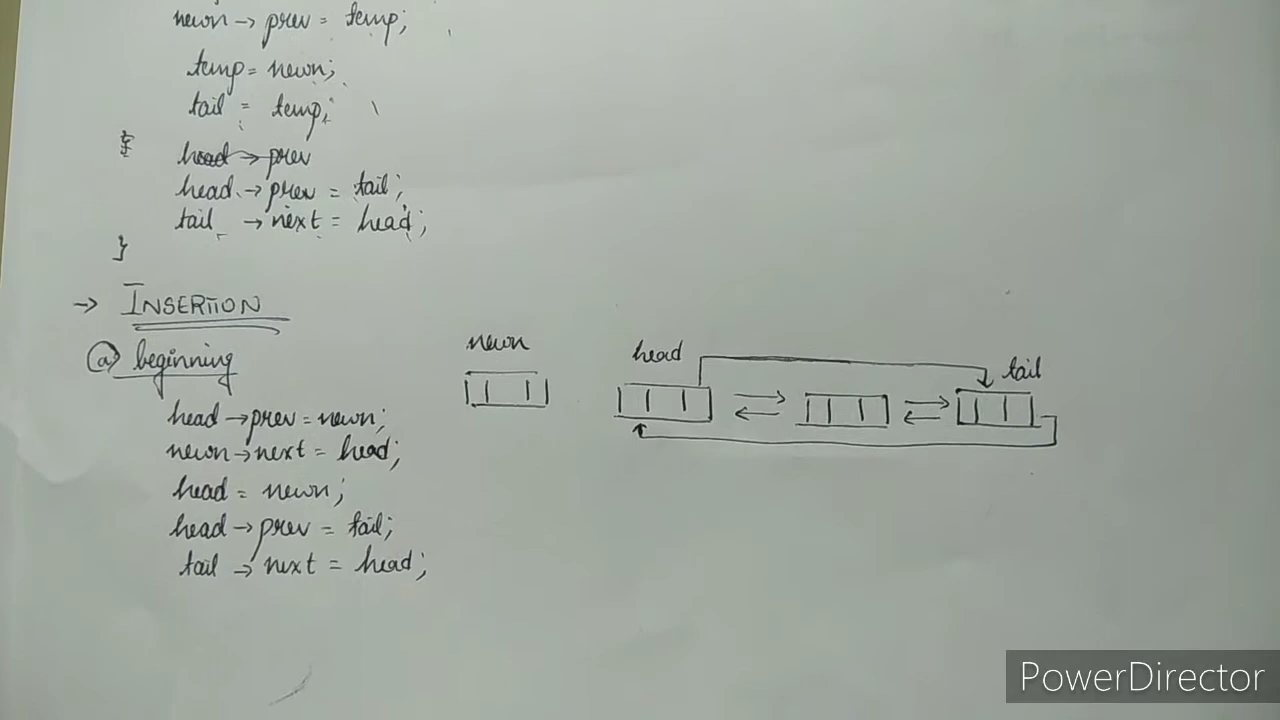 newn → prev = temp;
temp = newn;
tail = temp;
head → prev
head → prev = tail;
tail → next = head;
}
→ INSERTION
(a) beginning
head → prev = newn;
newn → next = head;
head = newn;
head → prev = tail;
tail → next = head;
newn
head
tail
PowerDirector